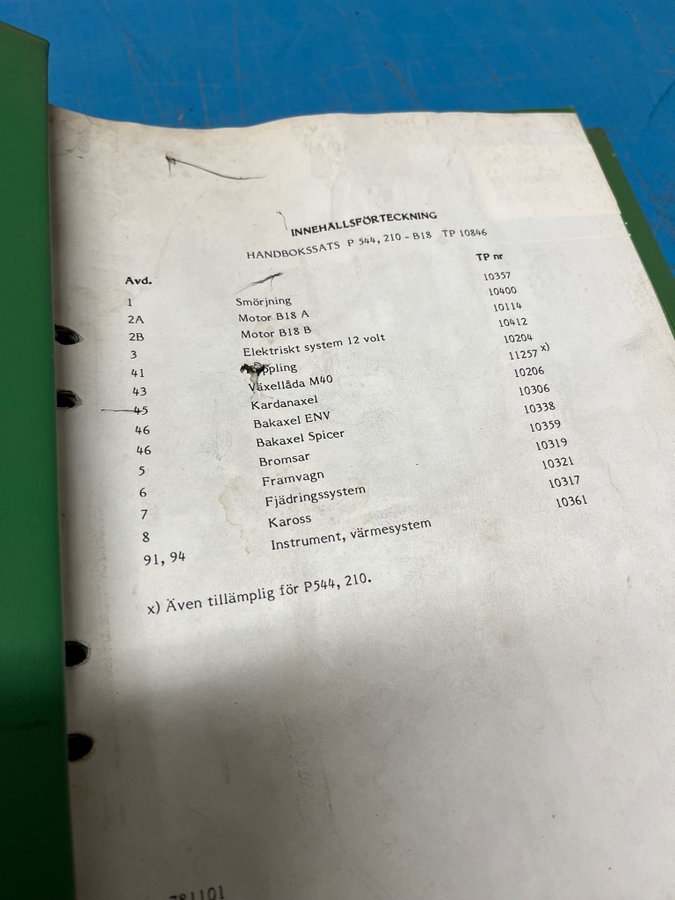 INNEHÅLLSFÖRTECKNING
HANDBOKSSATS P 544, 210 - B18 TP 10846
Avd. TP nr
1 Smörjning 10357
2A Motor B18 A 10400
2B Motor B18 B 10114
3 Elektriskt system 12 volt 10412
41 10204
43 Växellåda M40 11257 x)
45 Kardanaxel 10206
46 Bakaxel ENV 10306
46 Bakaxel Spicer 10338
5 Bromsar 10359
6 Framvagn 10319
7 Fjädringssystem 10321
8 Kaross 10317
91, 94 Instrument, värmesystem 10361
x) Även tillämplig för P544, 210.